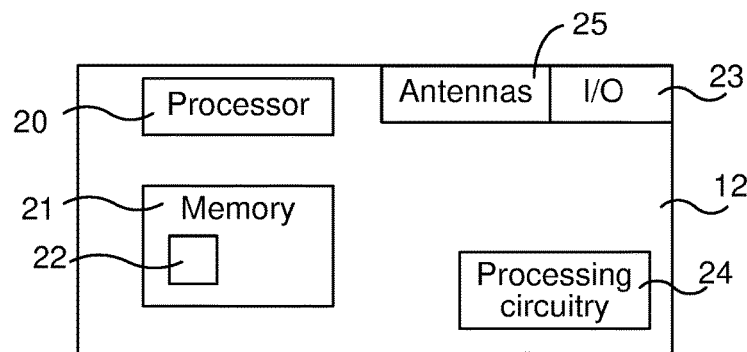 25
Antennas I/O 23
20 Processor
21 Memory 12
22
Processing
circuitry 24